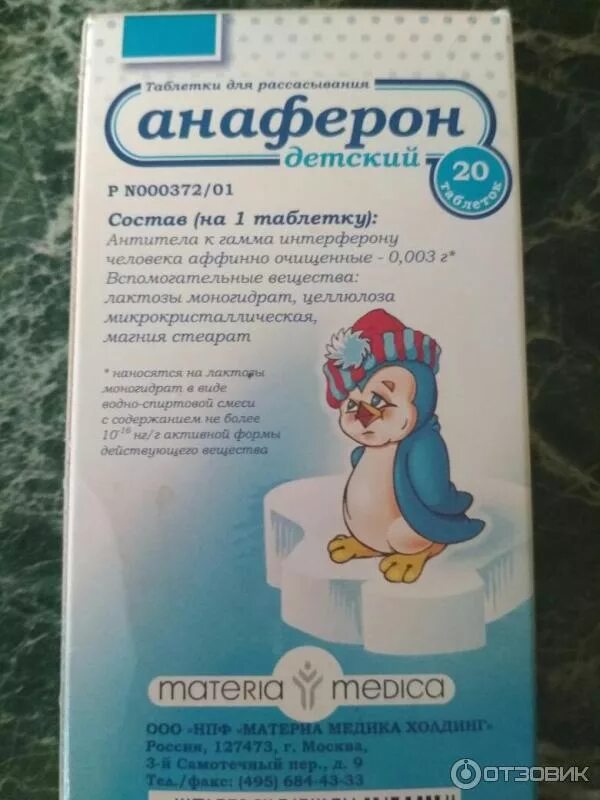 Таблетки для рассасывания
анаферон
детский
20
таблеток
P N000372/01
Состав (на 1 таблетку):
Антитела к гамма интерферону
человека аффинно очищенные - 0,003 г*
Вспомогательные вещества:
лактозы моногидрат, целлюлоза
микрокристаллическая,
магния стеарат
* наносятся на лактозы
моногидрат в виде
водно-спиртовой смеси
с содержанием не более
10⁻¹⁶ нг/г активной формы
действующего вещества
materia medica
ООО «НПФ «МАТЕРИА МЕДИКА ХОЛДИНГ»
Россия, 127473, г. Москва,
3-й Самотечный пер., д. 9
Тел./факс: (495) 684-43-33
ОТЗОВИК